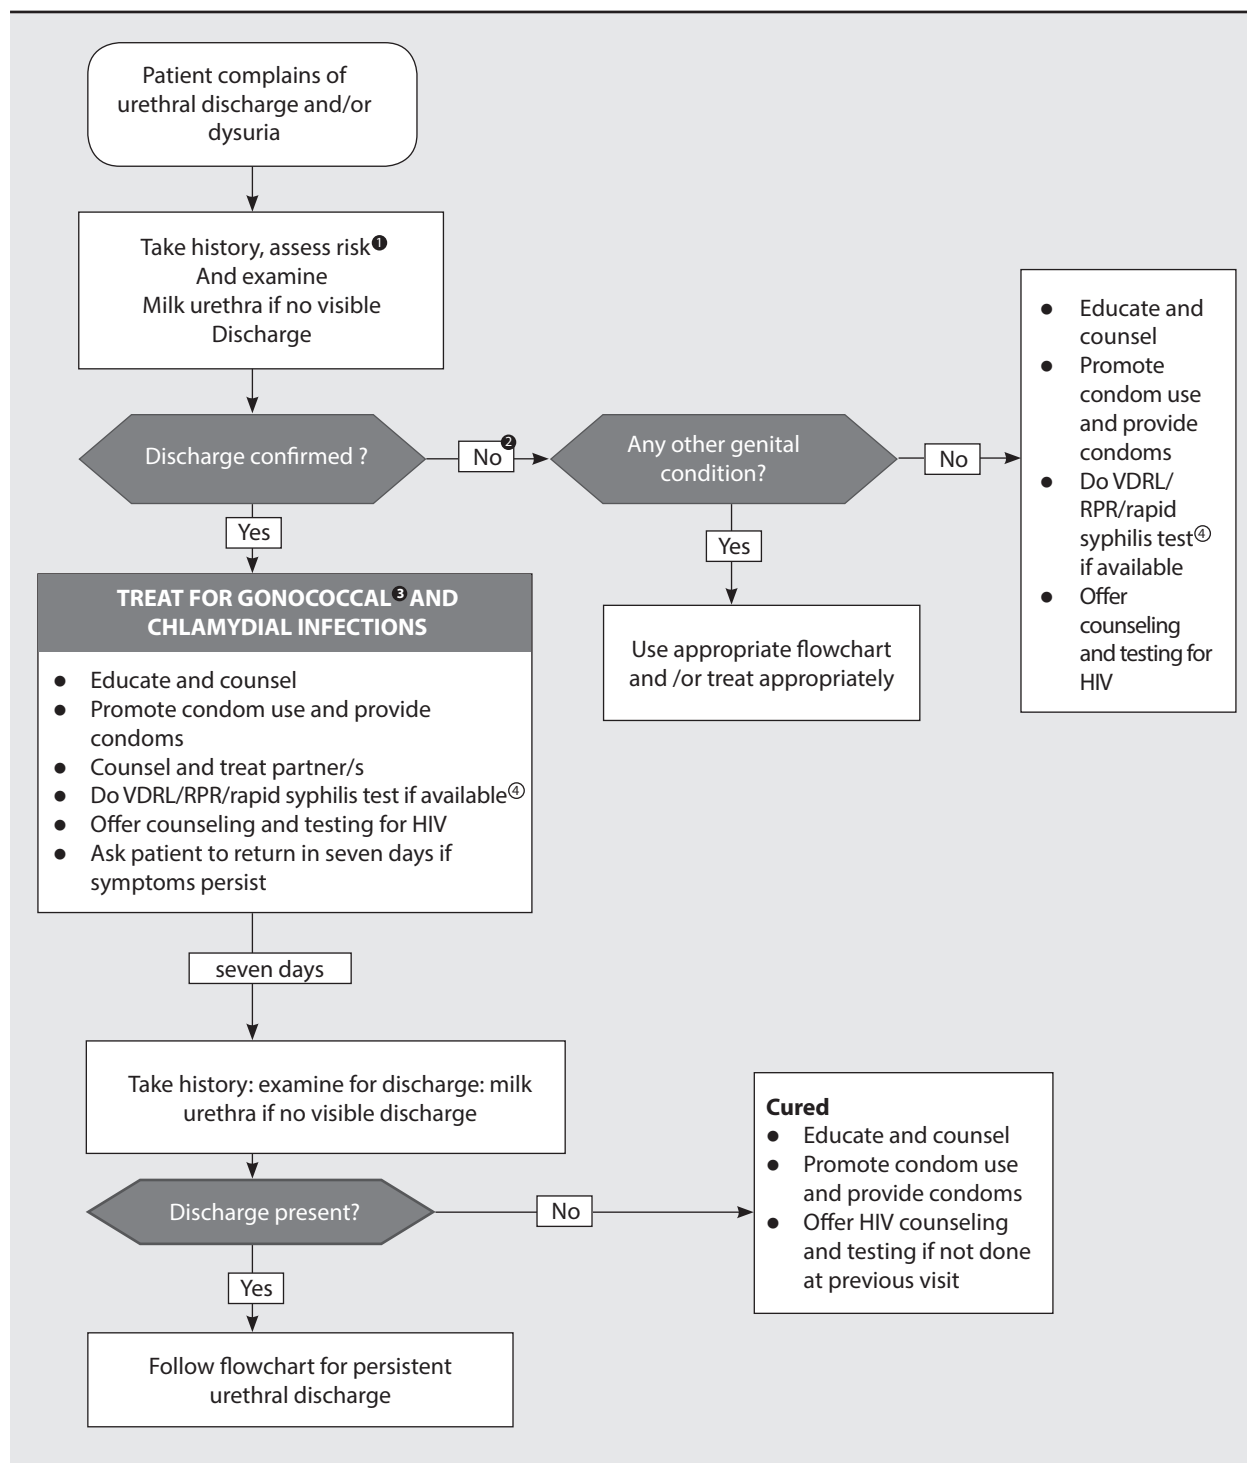 Patient complains of
urethral discharge and/or
dysuria
Take history, assess risk❶
And examine
Milk urethra if no visible
Discharge
Discharge confirmed ?
No❷
Any other genital
condition?
No
● Educate and
counsel
● Promote
condom use
and provide
condoms
● Do VDRL/
RPR/rapid
syphilis test④
if available
● Offer
counseling
and testing for
HIV
Yes
Use appropriate flowchart
and /or treat appropriately
Yes
TREAT FOR GONOCOCCAL❸ AND
CHLAMYDIAL INFECTIONS
● Educate and counsel
● Promote condom use and provide
condoms
● Counsel and treat partner/s
● Do VDRL/RPR/rapid syphilis test if available④
● Offer counseling and testing for HIV
● Ask patient to return in seven days if
symptoms persist
seven days
Take history: examine for discharge: milk
urethra if no visible discharge
Discharge present?
No
Cured
● Educate and counsel
● Promote condom use
and provide condoms
● Offer HIV counseling
and testing if not done
at previous visit
Yes
Follow flowchart for persistent
urethral discharge